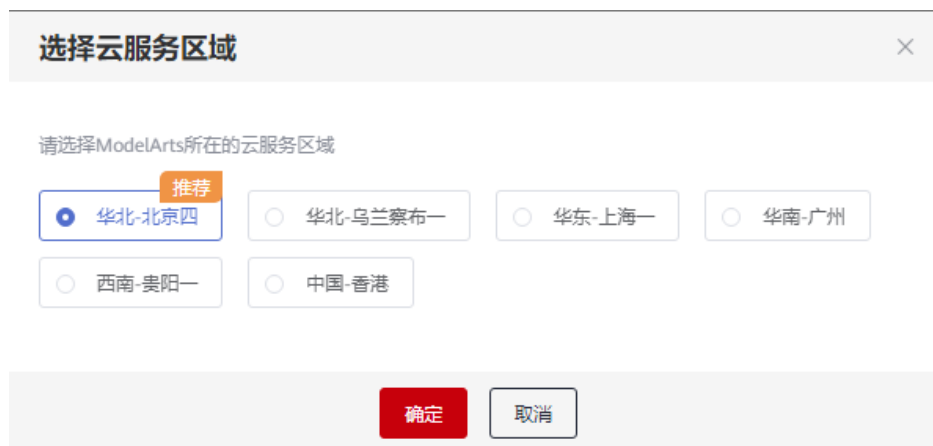 选择云服务区域
请选择ModelArts所在的云服务区域
推荐
华北-北京四 华北-乌兰察布一 华东-上海一 华南-广州
西南-贵阳一 中国-香港
确定 取消